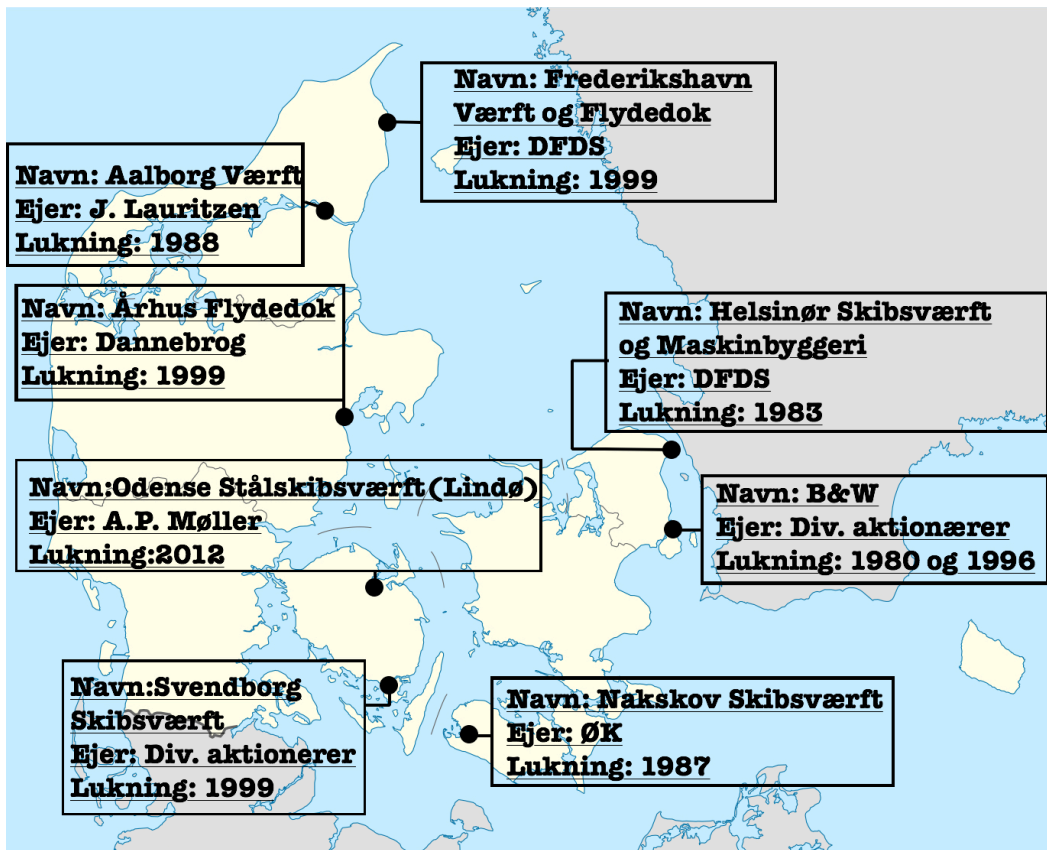 Navn: Frederikshavn
Værft og Flydedok
Ejer: DFDS
Lukning: 1999
Navn: Aalborg Værft
Ejer: J. Lauritzen
Lukning: 1988
Navn: Århus Flydedok
Ejer: Dannebrog
Lukning: 1999
Navn: Helsinør Skibsværft
og Maskinbyggeri
Ejer: DFDS
Lukning: 1983
Navn:Odense Stålskibsværft(Lindø)
Ejer: A.P. Møller
Lukning:2012
Navn: B&W
Ejer: Div. aktionærer
Lukning: 1980 og 1996
Navn:Svendborg
Skibsværft
Ejer: Div. aktionerer
Lukning: 1999
Navn: Nakskov Skibsværft
Ejer: ØK
Lukning: 1987